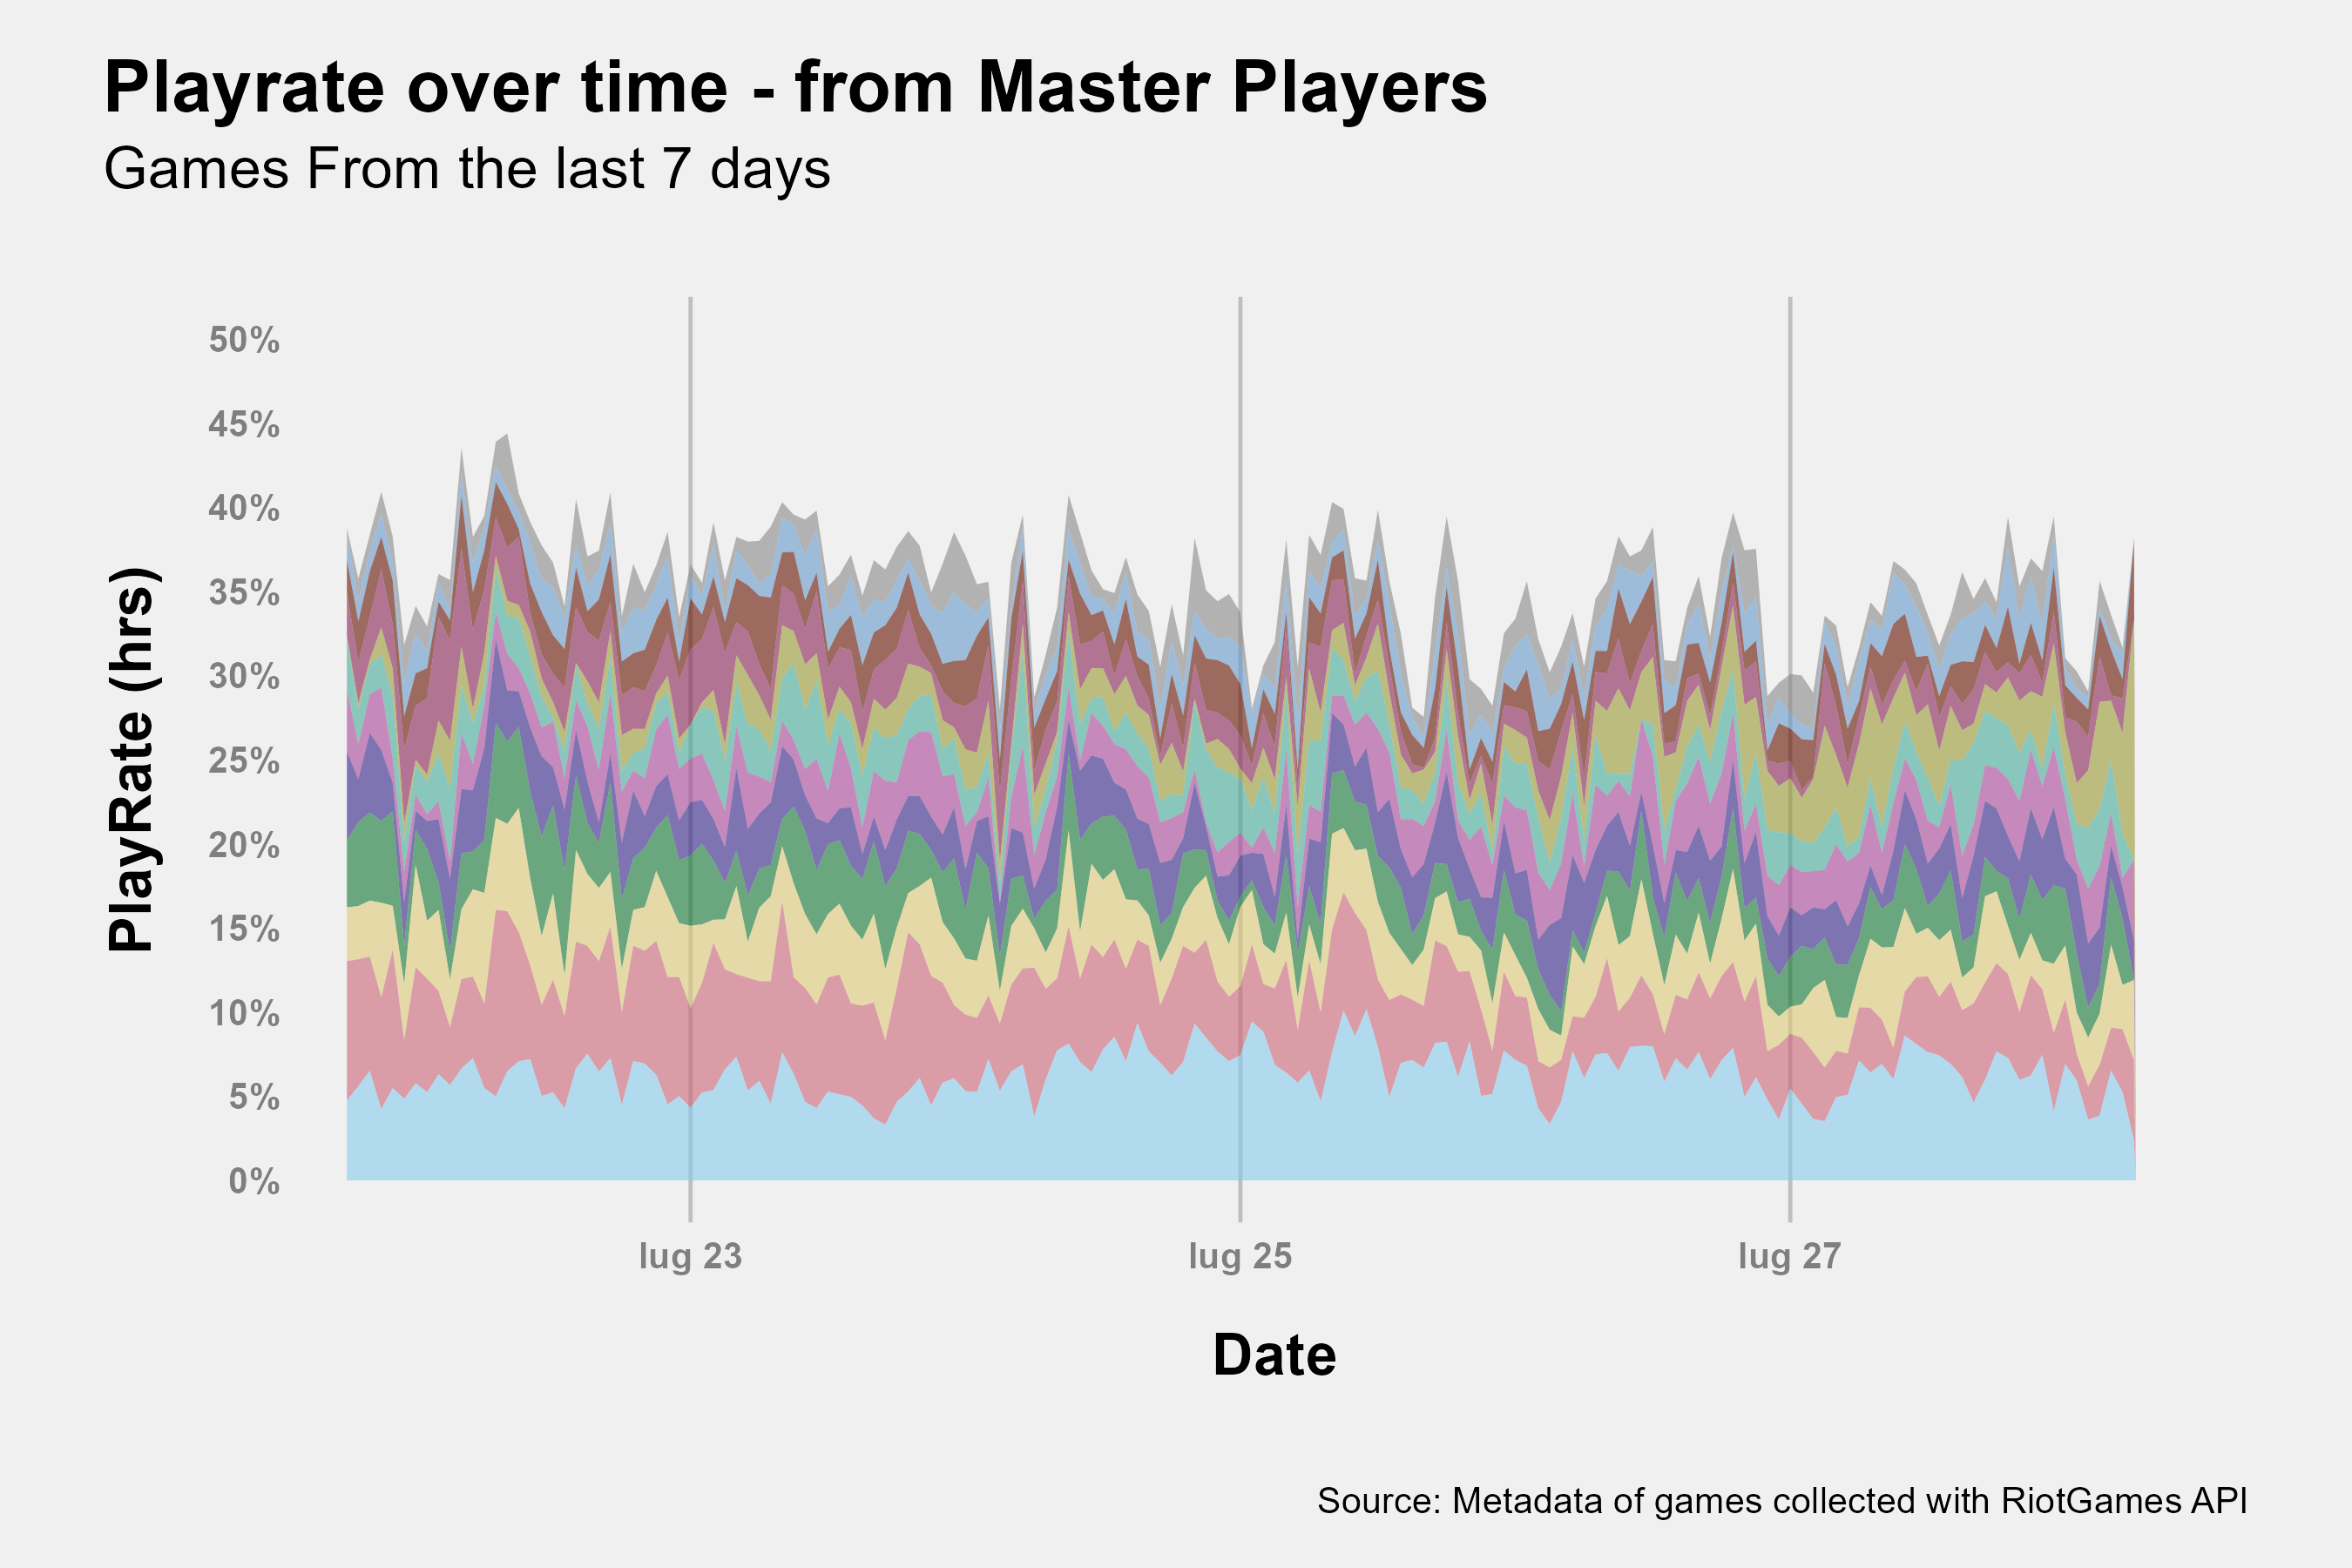 Playrate over time - from Master Players
Games From the last 7 days
50%
45%
40%
35%
30%
25%
20%
15%
10%
5%
0%
PlayRate (hrs)
lug 23
lug 25
lug 27
Date
Source: Metadata of games collected with RiotGames API